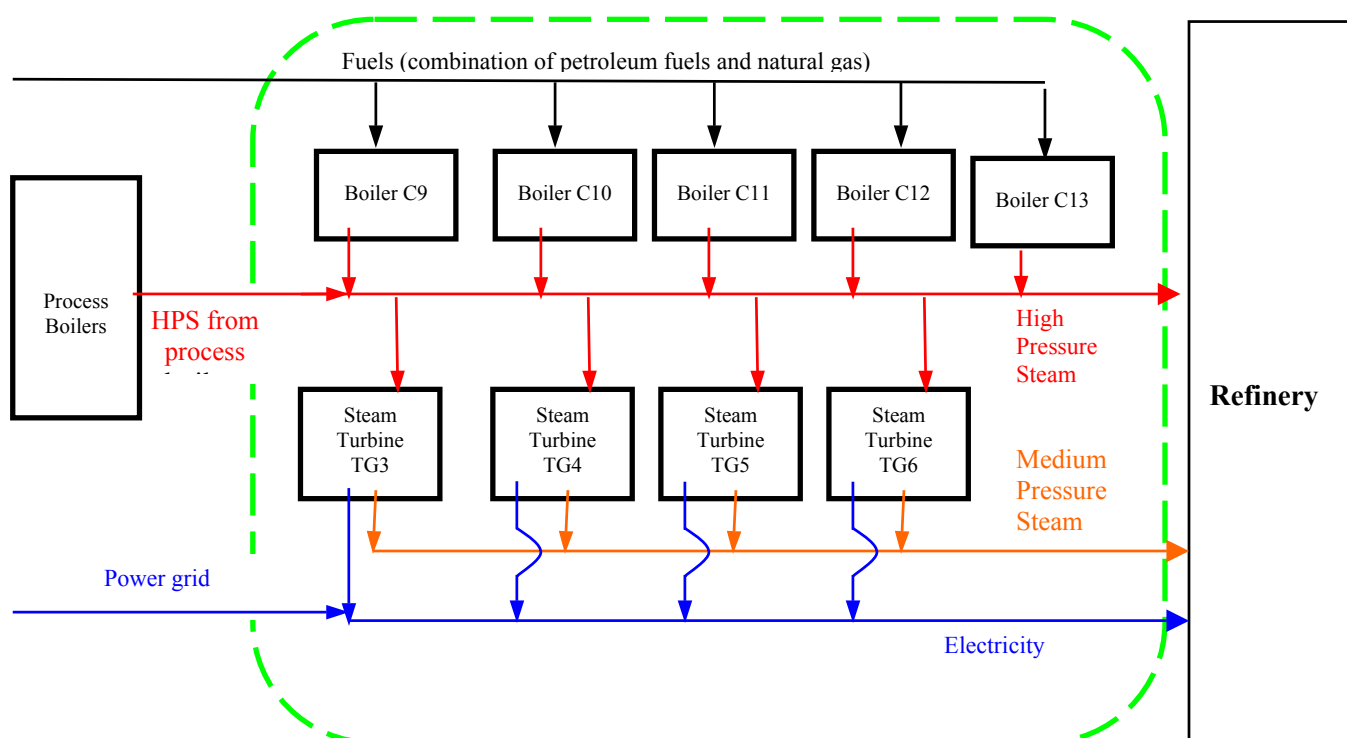 Fuels (combination of petroleum fuels and natural gas)
Boiler C9
Boiler C10
Boiler C11
Boiler C12
Boiler C13
Process
Boilers
HPS from
process
High
Pressure
Steam
Refinery
Steam
Turbine
TG3
Steam
Turbine
TG4
Steam
Turbine
TG5
Steam
Turbine
TG6
Medium
Pressure
Steam
Power grid
Electricity